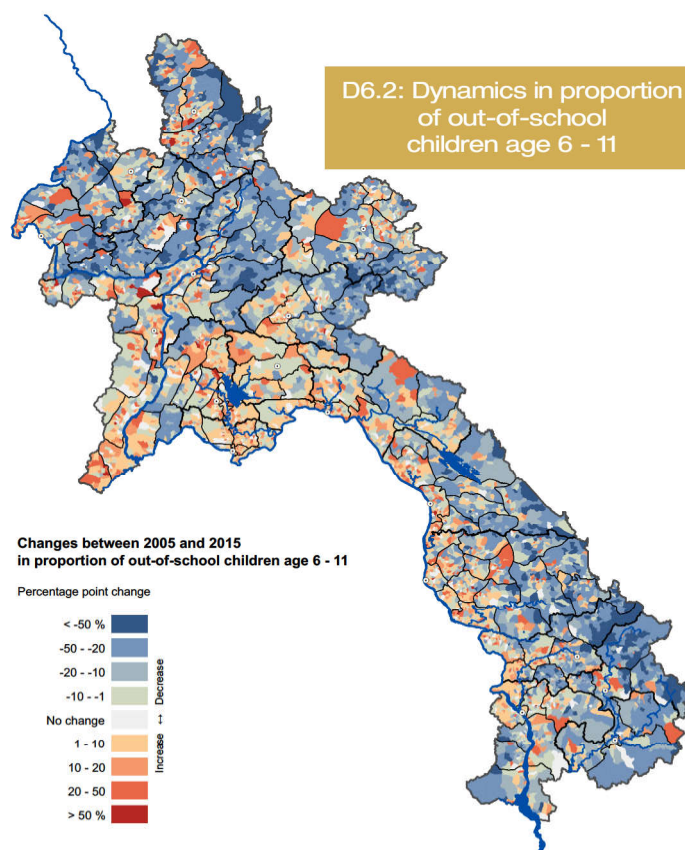 D6.2: Dynamics in proportion
of out-of-school
children age 6 - 11
Changes between 2005 and 2015
in proportion of out-of-school children age 6 - 11
Percentage point change
< -50 %
-50 - -20
-20 - -10
-10 - -1
No change
1 - 10
10 - 20
20 - 50
> 50 %
Decrease
↔
Increase